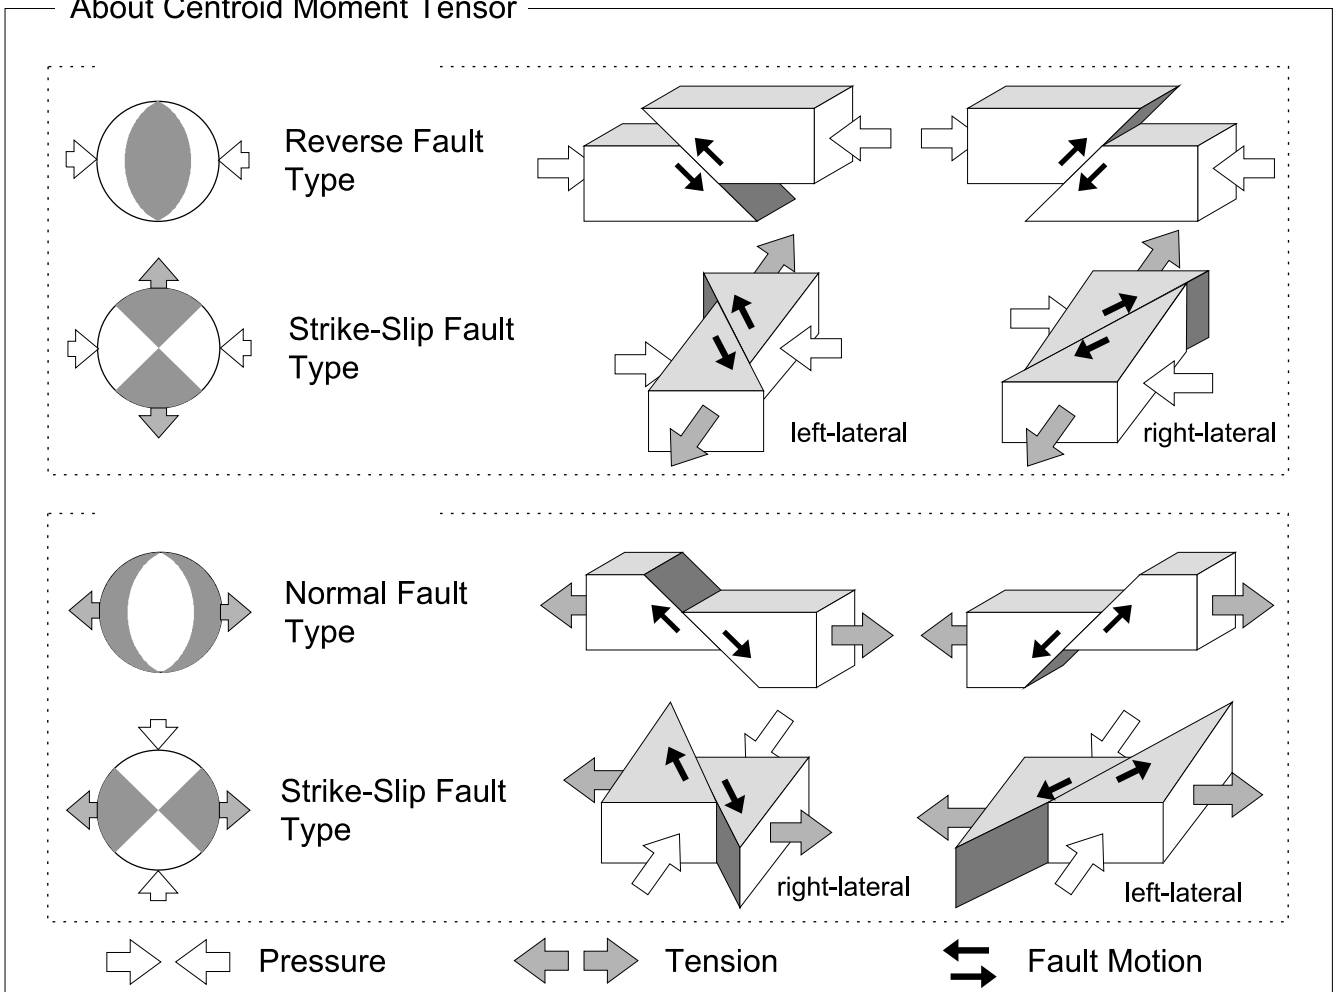 About Centroid Moment Tensor
Reverse Fault
Type
Strike-Slip Fault
Type
left-lateral
right-lateral
Normal Fault
Type
Strike-Slip Fault
Type
right-lateral
left-lateral
Pressure
Tension
Fault Motion